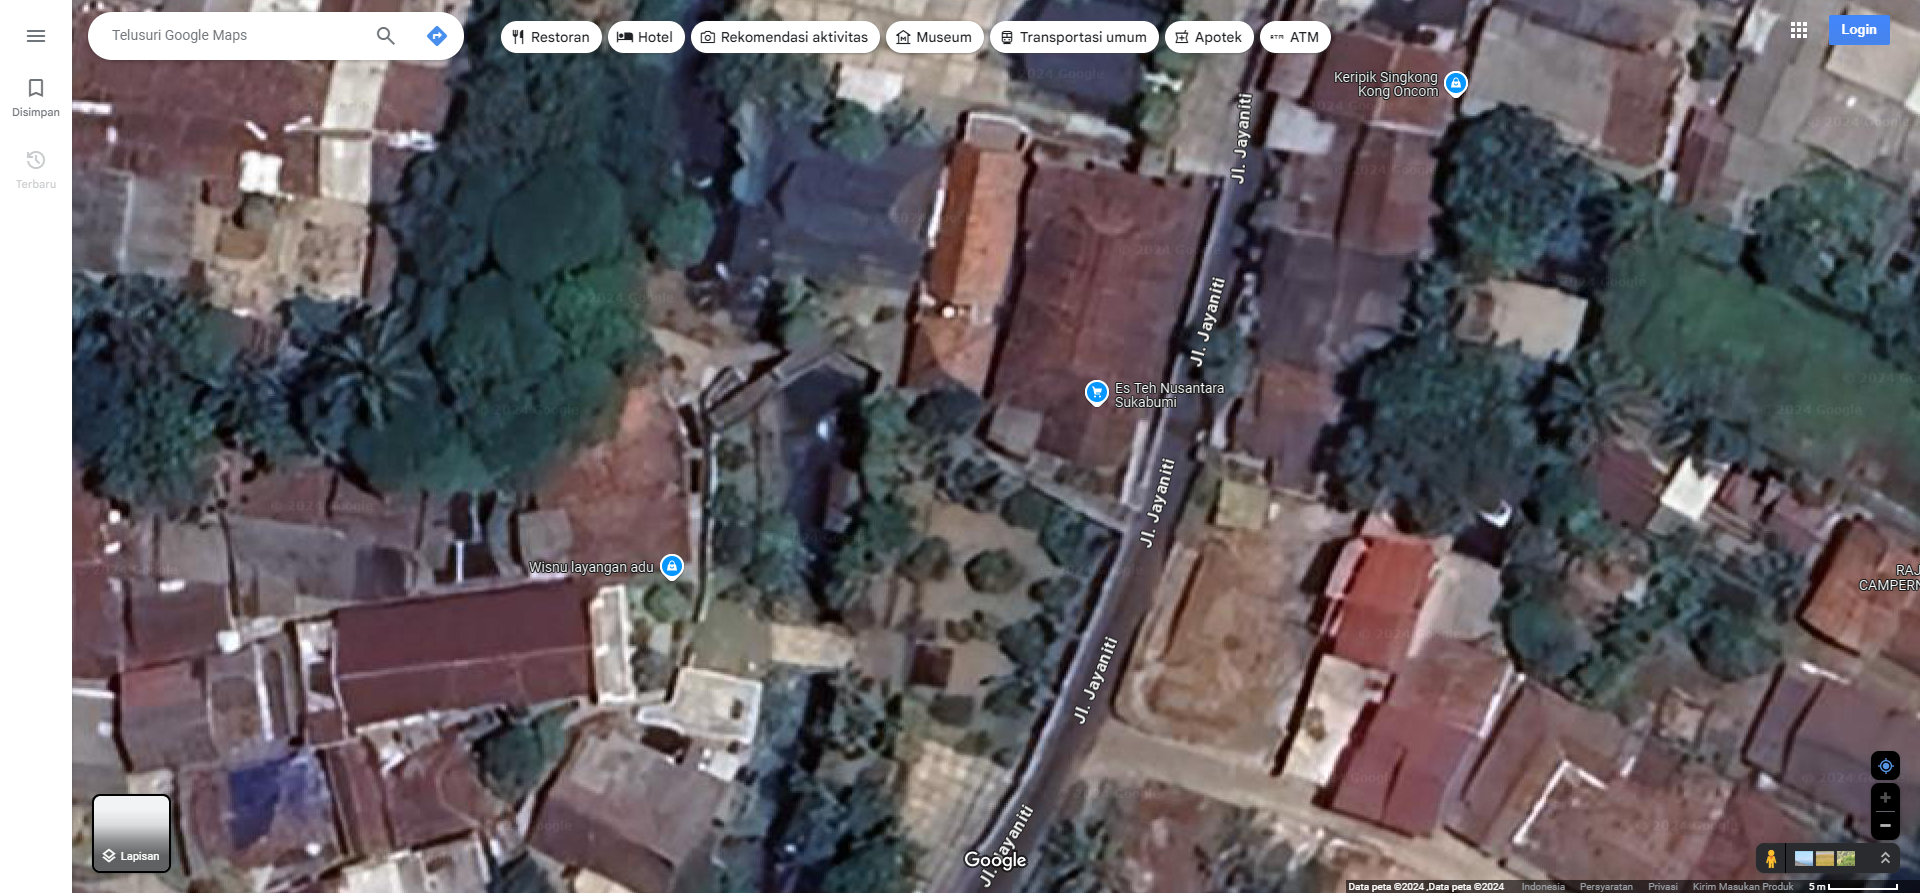 Telusuri Google Maps
Restoran
Hotel
Rekomendasi aktivitas
Museum
Transportasi umum
Apotek
ATM
Login
Disimpan
Terbaru
Keripik Singkong
Kong Oncom
Jl. Jayaniti
Jl. Jayaniti
Es Teh Nusantara
Sukabumi
Jl. Jayaniti
Wisnu layangan adu
RAJ
CAMPERN
Jl. Jayaniti
Jl. Jayaniti
Lapisan
Google
Data peta ©2024 ,Data peta ©2024
Indonesia
Persyaratan
Privasi
Kirim Masukan Produk
5 m